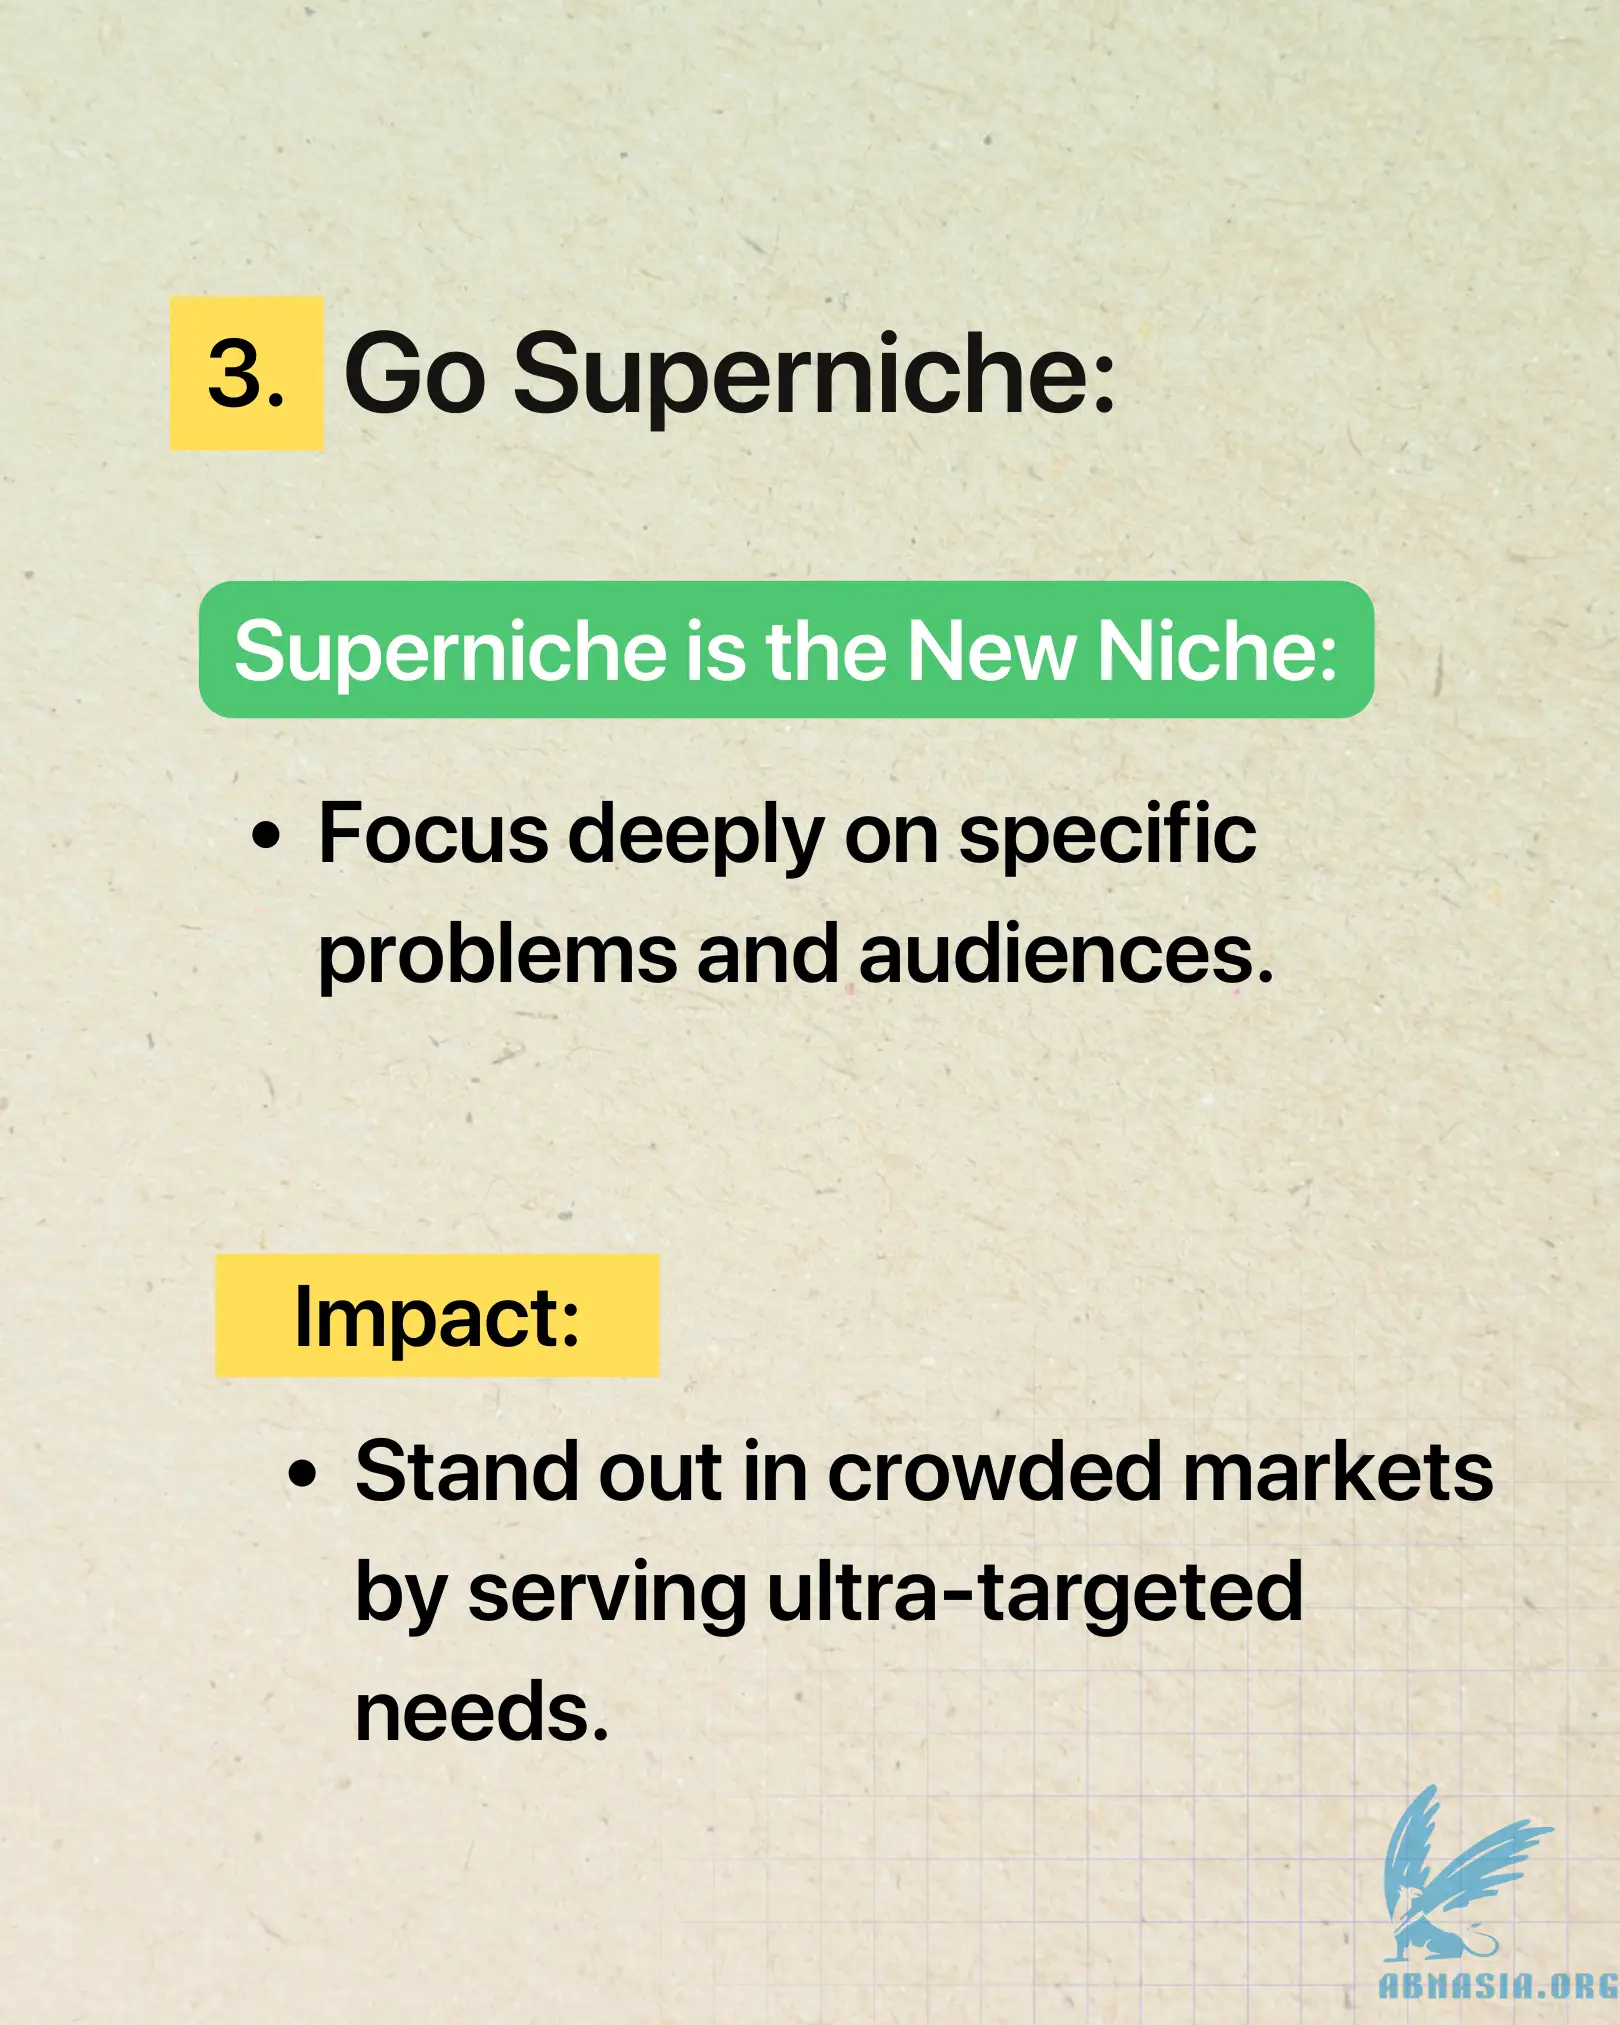 3. Go Superniche:
Superniche is the New Niche:
• Focus deeply on specific
problems and audiences.
Impact:
• Stand out in crowded markets
by serving ultra-targeted
needs.
ABNASIA.ORG